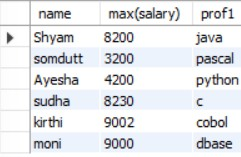 name max(salary) prof1
Shyam 8200 java
somdutt 3200 pascal
Ayesha 4200 python
sudha 8230 c
kirthi 9002 cobol
moni 9000 dbase